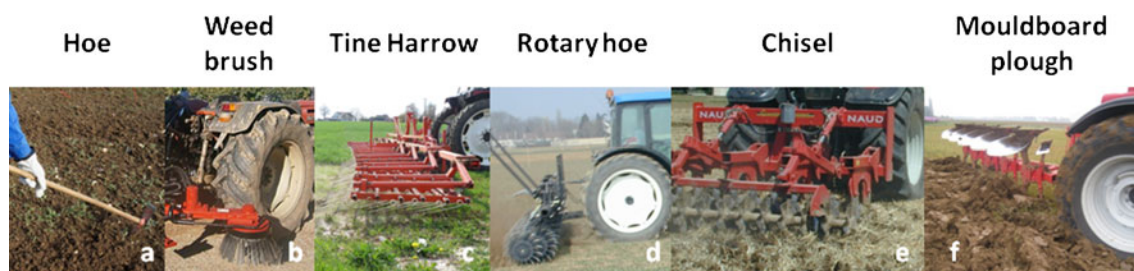 Hoe
Weed
brush
Tine Harrow
Rotary hoe
Chisel
Mouldboard
plough
NAUD
NAUD
a
b
c
d
e
f